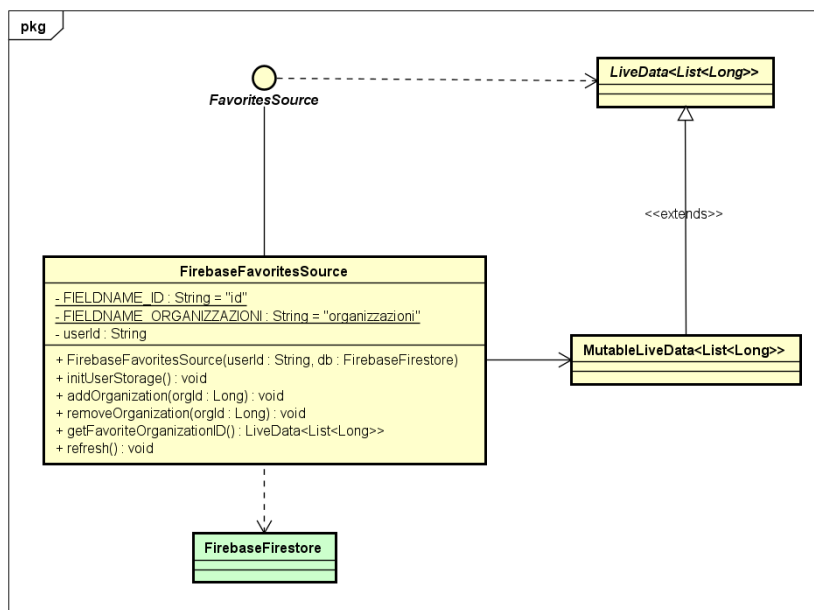 pkg
LiveData<List<Long>>
FavoritesSource
<<extends>>
FirebaseFavoritesSource
- FIELDNAME_ID : String = "id"
- FIELDNAME_ORGANIZZAZIONI : String = "organizzazioni"
- userId : String
+ FirebaseFavoritesSource(userId : String, db : FirebaseFirestore)
+ initUserStorage() : void
+ addOrganization(orgId : Long) : void
+ removeOrganization(orgId : Long) : void
+ getFavoriteOrganizationID() : LiveData<List<Long>>
+ refresh() : void
MutableLiveData<List<Long>>
FirebaseFirestore